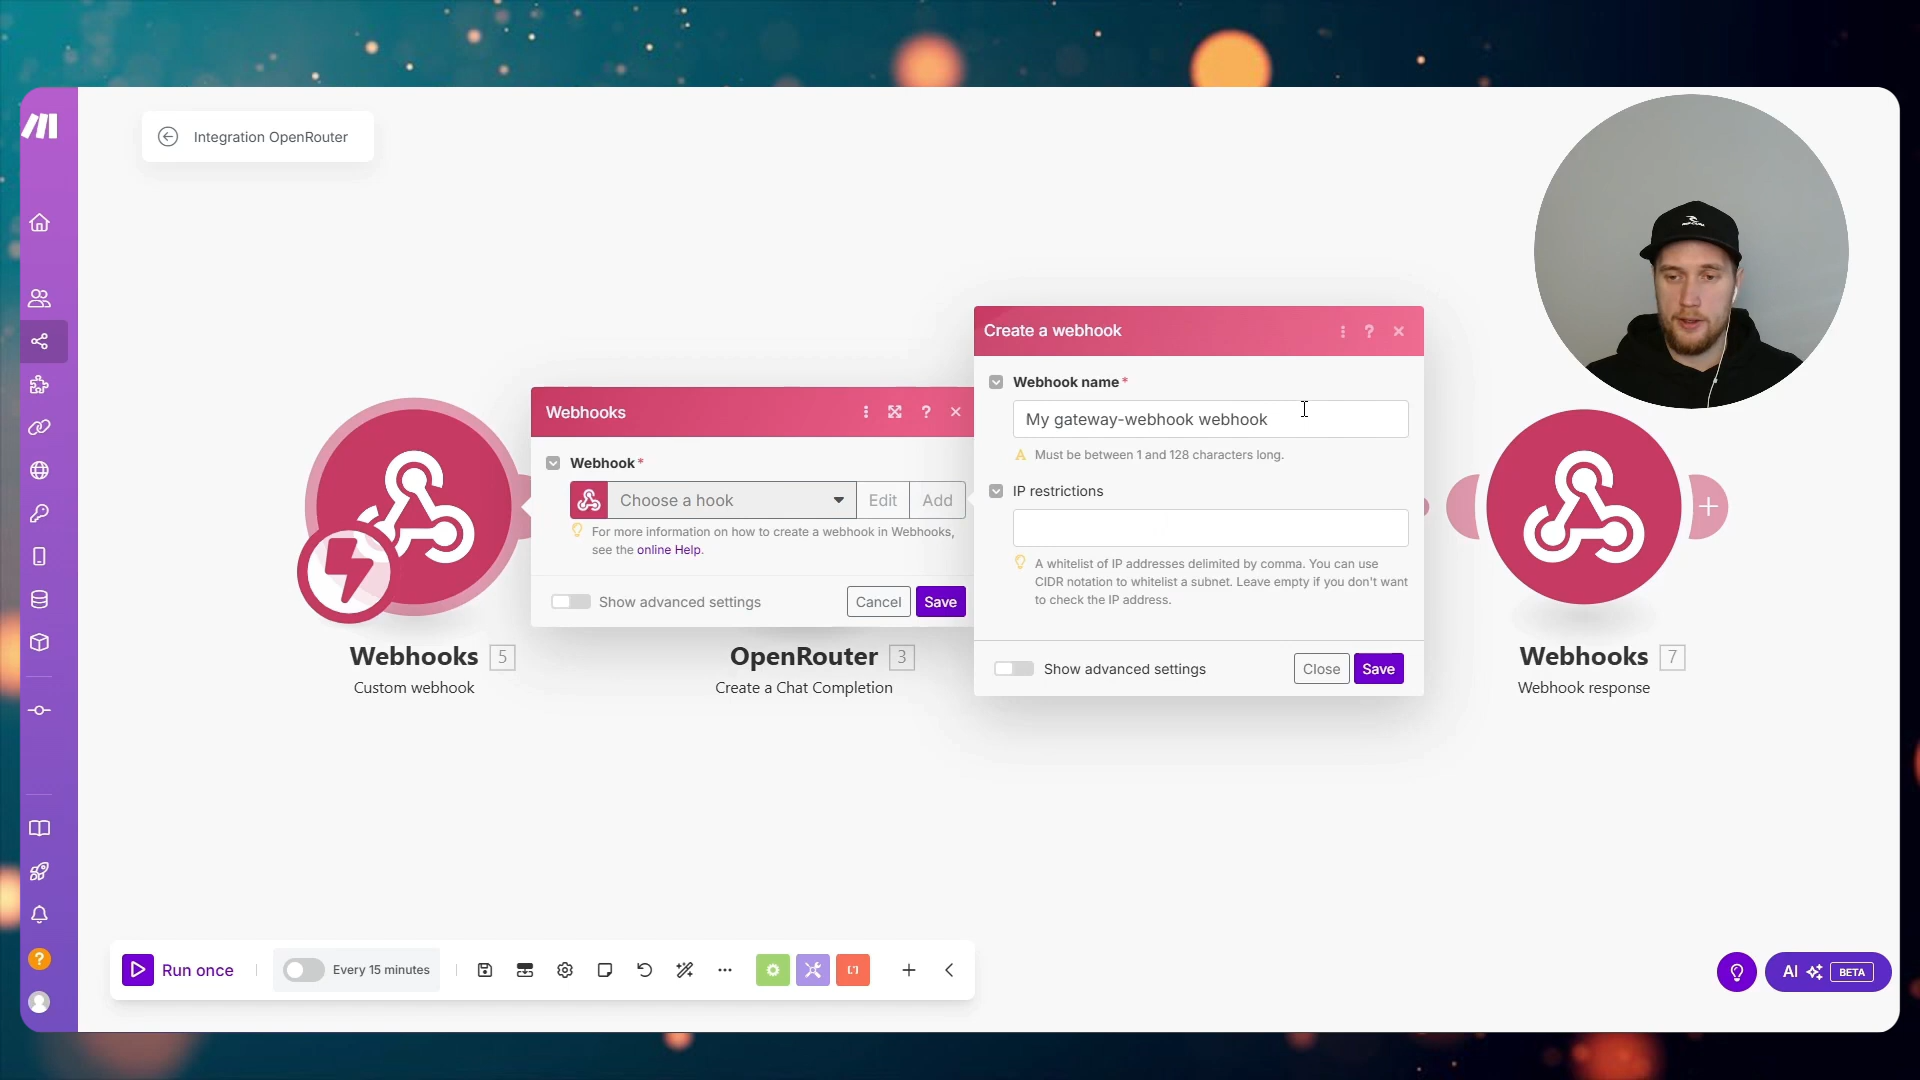 Integration OpenRouter
Create a webhook
?
Webhook name*
My gateway-webhook webhook
Must be between 1 and 128 characters long.
IP restrictions
A whitelist of IP addresses delimited by comma. You can use
CIDR notation to whitelist a subnet. Leave empty if you don't want
to check the IP address.
Show advanced settings
Close
Save
Webhooks
?
Webhook*
Choose a hook
Edit
Add
For more information on how to create a webhook in Webhooks,
see the online Help.
Show advanced settings
Cancel
Save
Webhooks 5
Custom webhook
OpenRouter 3
Create a Chat Completion
Webhooks 7
Webhook response
?
Run once
Every 15 minutes
AI BETA